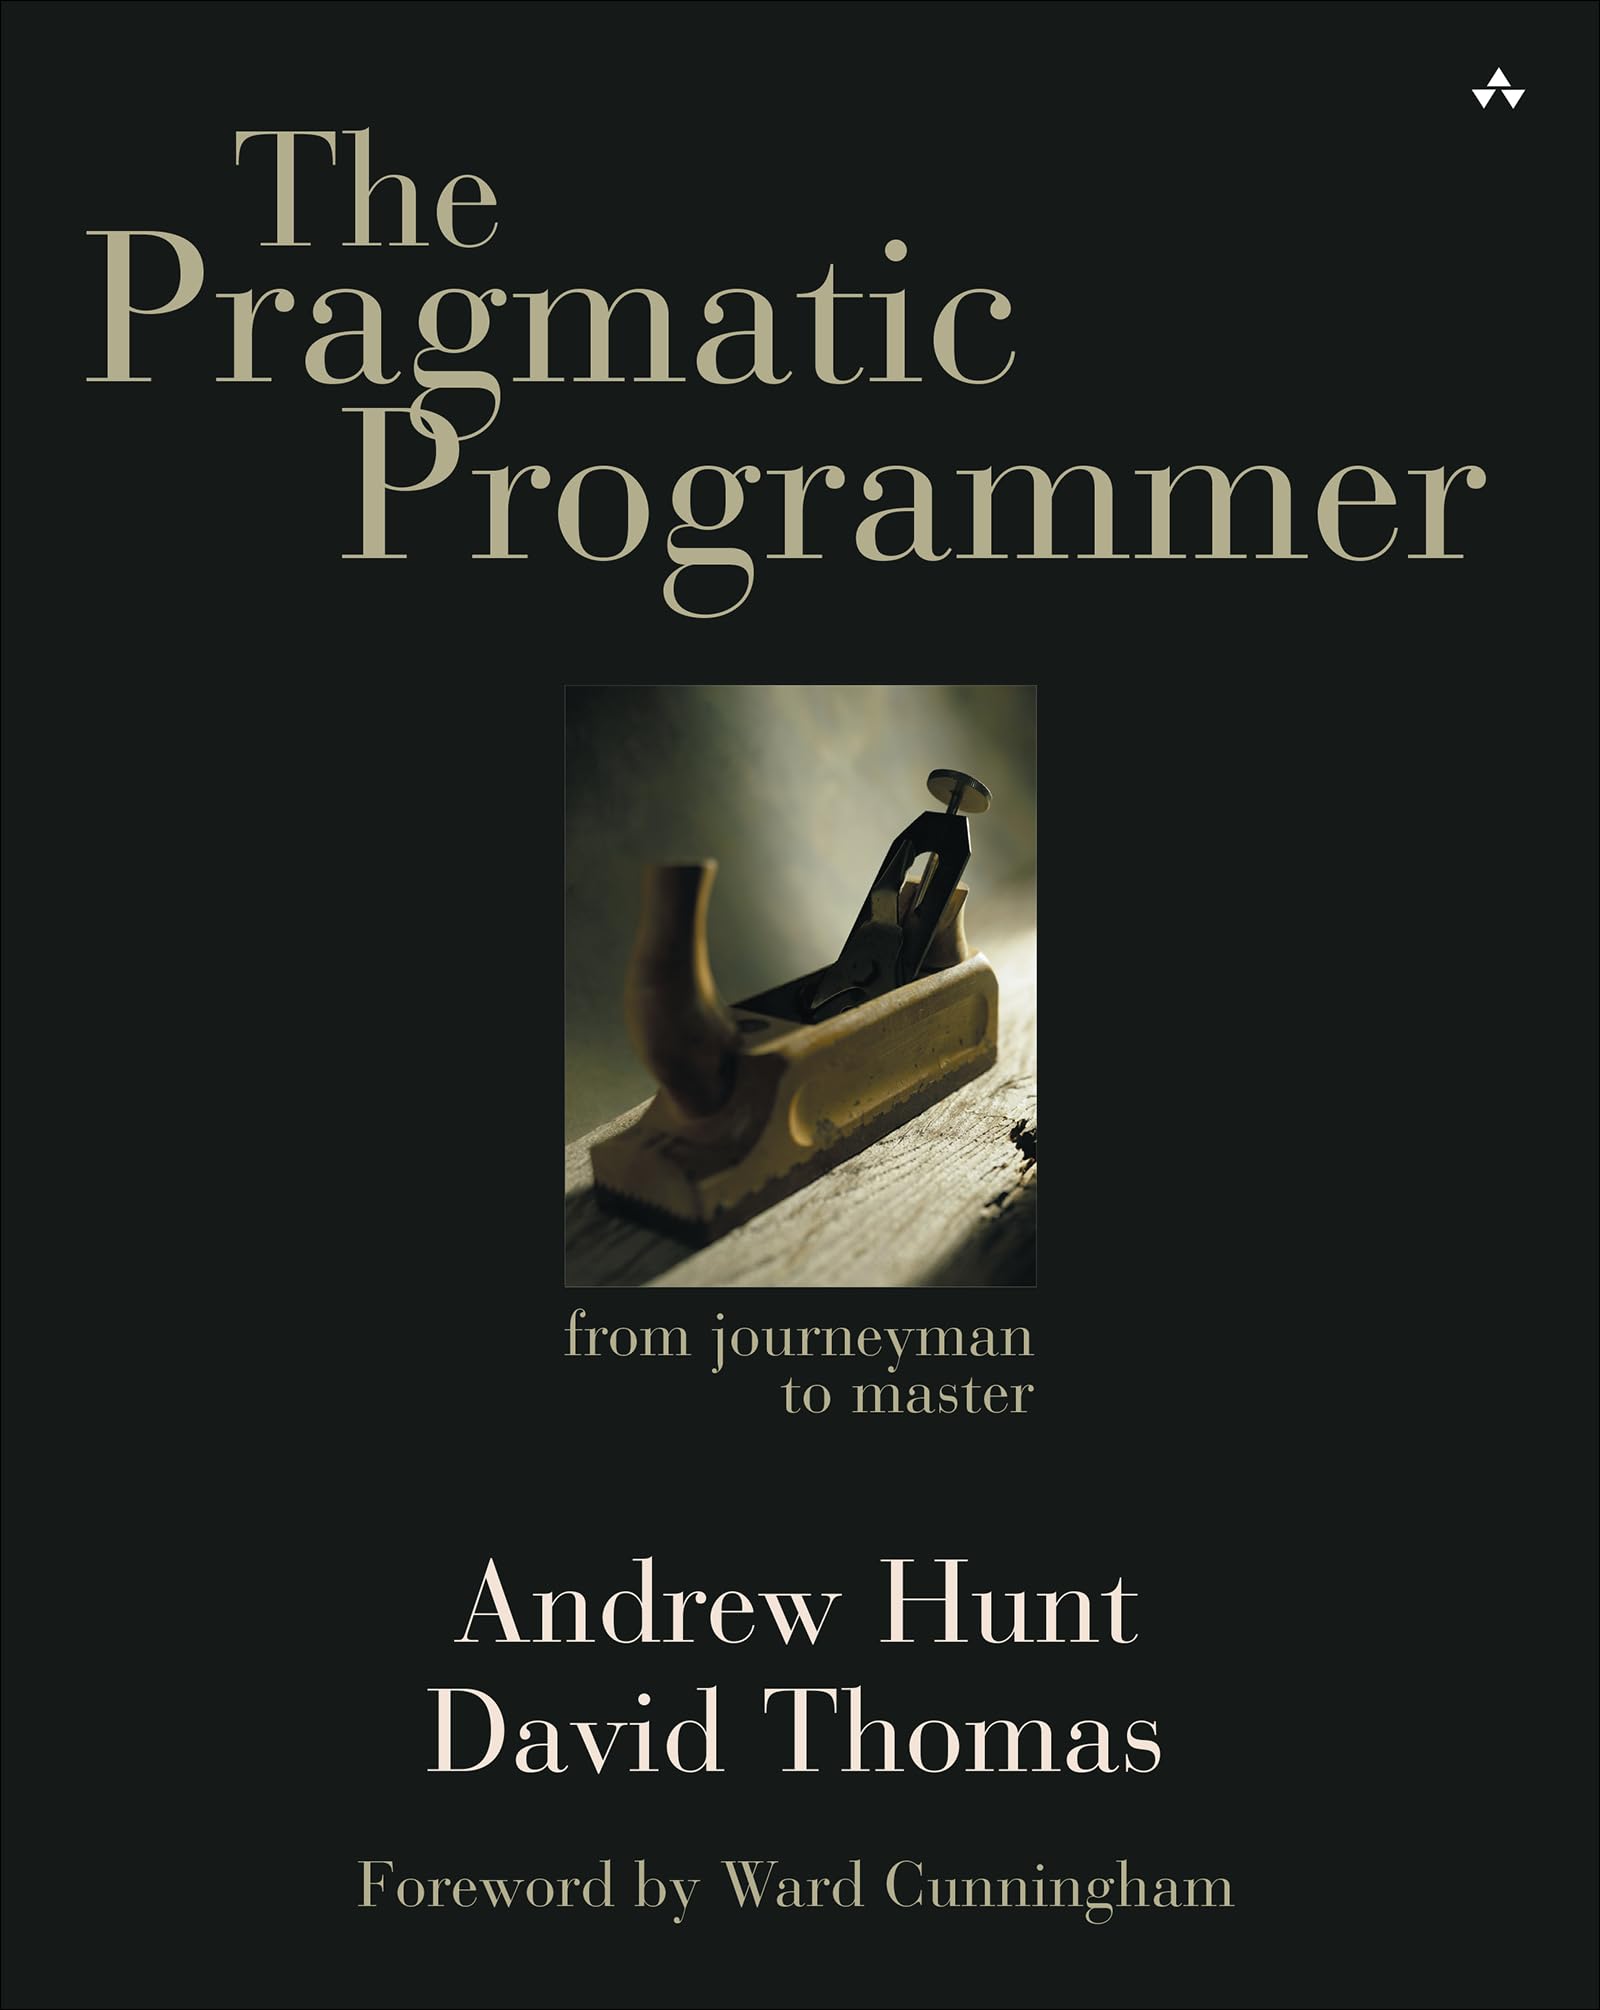 The
Pragmatic
Programmer
from journeyman
to master
Andrew Hunt
David Thomas
Foreword by Ward Cunningham